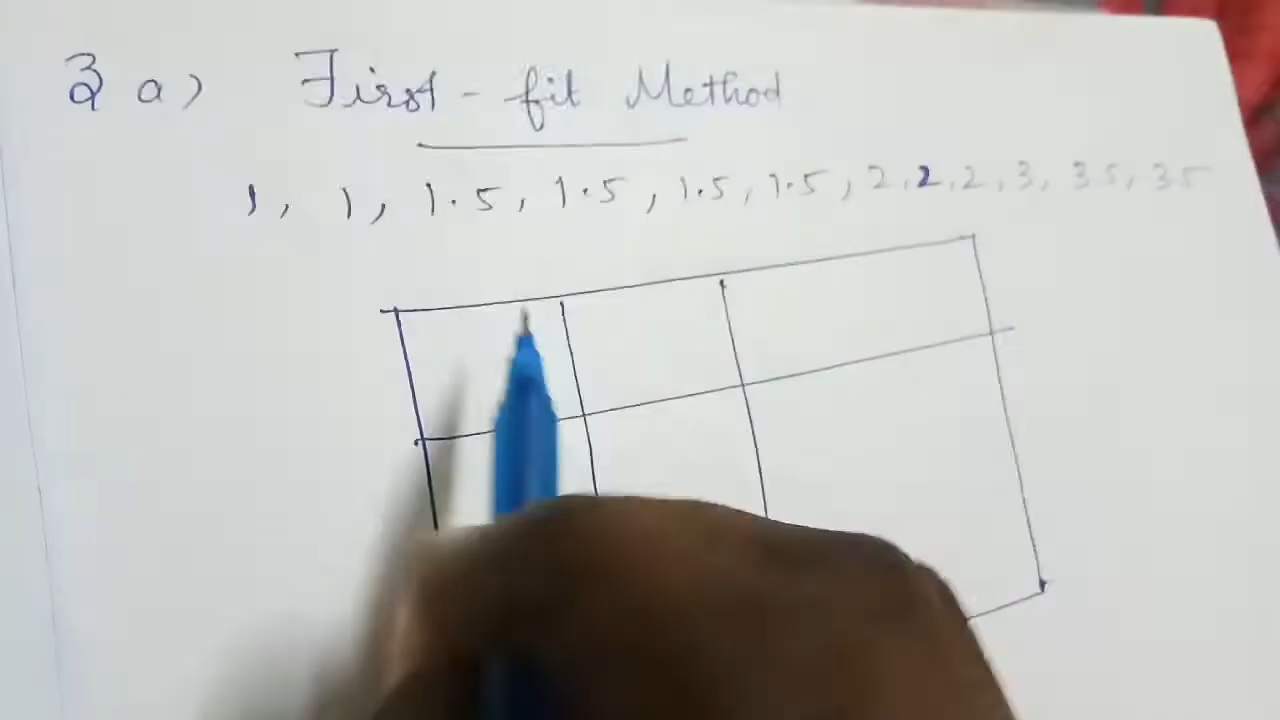 2 a) First - fit Method
1, 1, 1.5, 1.5, 1.5, 1.5, 2, 2, 2, 3, 3.5, 3.5